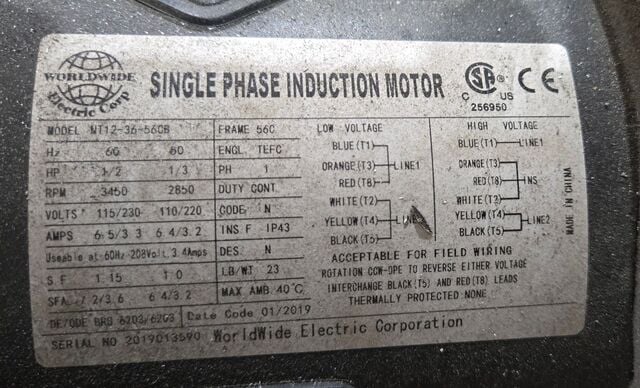 WORLDWIDE
Electric Corp
SINGLE PHASE INDUCTION MOTOR
C US
256950
MODEL WT12-36-56CB
FRAME 56C
Hz 60 50
ENCL TEFC
HP 1/2 1/3
PH 1
RPM 3450 2850
DUTY CONT.
VOLTS 115/230 110/220
CODE N
AMPS 6.5/3.3 6.4/3.2
INS.F IP43
Useable at 60Hz 208Volt 3.4Amps
DES. N
S.F 1.15 1.0
LB/WT 23
SFA 7.2/3.6 6.4/3.2
MAX AMB.40℃
DE/ODE BRG 6203/6203
Date Code 01/2019
SERIAL NO 2019013590
WorldWide Electric Corporation
LOW VOLTAGE
BLUE(T1)
ORANGE(T3) LINE1
RED(T8)
WHITE(T2)
YELLOW(T4) LINE2
BLACK(T5)
HIGH VOLTAGE
BLUE(T1) LINE1
ORANGE(T3)
RED(T8) INS
WHITE(T2)
YELLOW(T4) LINE2
BLACK(T5)
ACCEPTABLE FOR FIELD WIRING
ROTATION CCW-OPE TO REVERSE EITHER VOLTAGE
INTERCHANGE BLACK(T5) AND RED(T8) LEADS
THERMALLY PROTECTED NONE
MADE IN CHINA